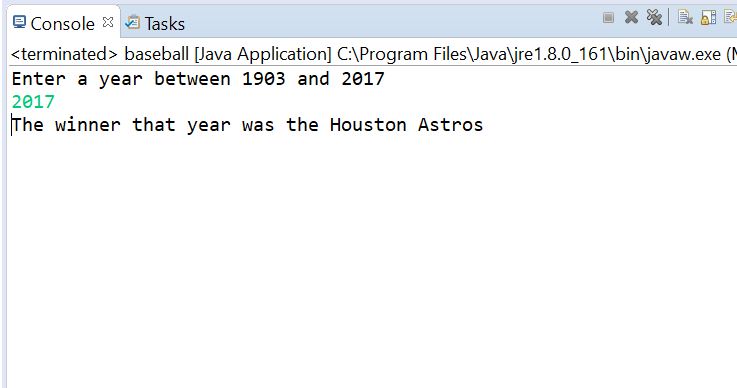 Console Tasks
<terminated> baseball [Java Application] C:\Program Files\Java\jre1.8.0_161\bin\javaw.exe (
Enter a year between 1903 and 2017
2017
The winner that year was the Houston Astros